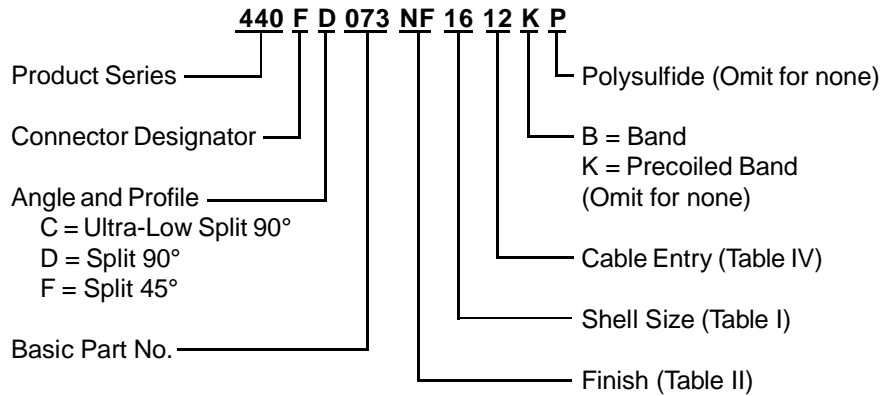 440 F D 073 NF 16 12 K P
Product Series
Connector Designator
Angle and Profile
C = Ultra-Low Split 90°
D = Split 90°
F = Split 45°
Basic Part No.
Polysulfide (Omit for none)
B = Band
K = Precoiled Band
(Omit for none)
Cable Entry (Table IV)
Shell Size (Table I)
Finish (Table II)